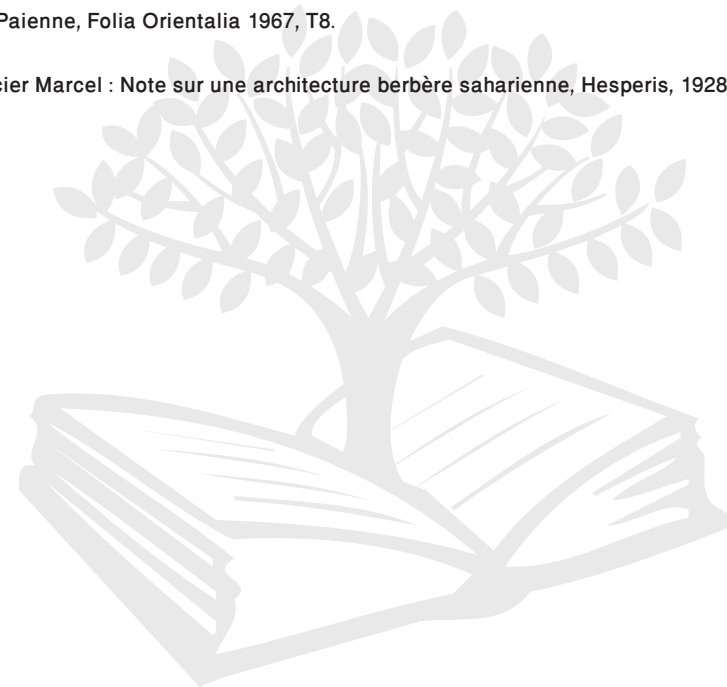 Paienne, Folia Orientalia 1967, T8.
cier Marcel : Note sur une architecture berbère saharienne, Hesperis, 1928